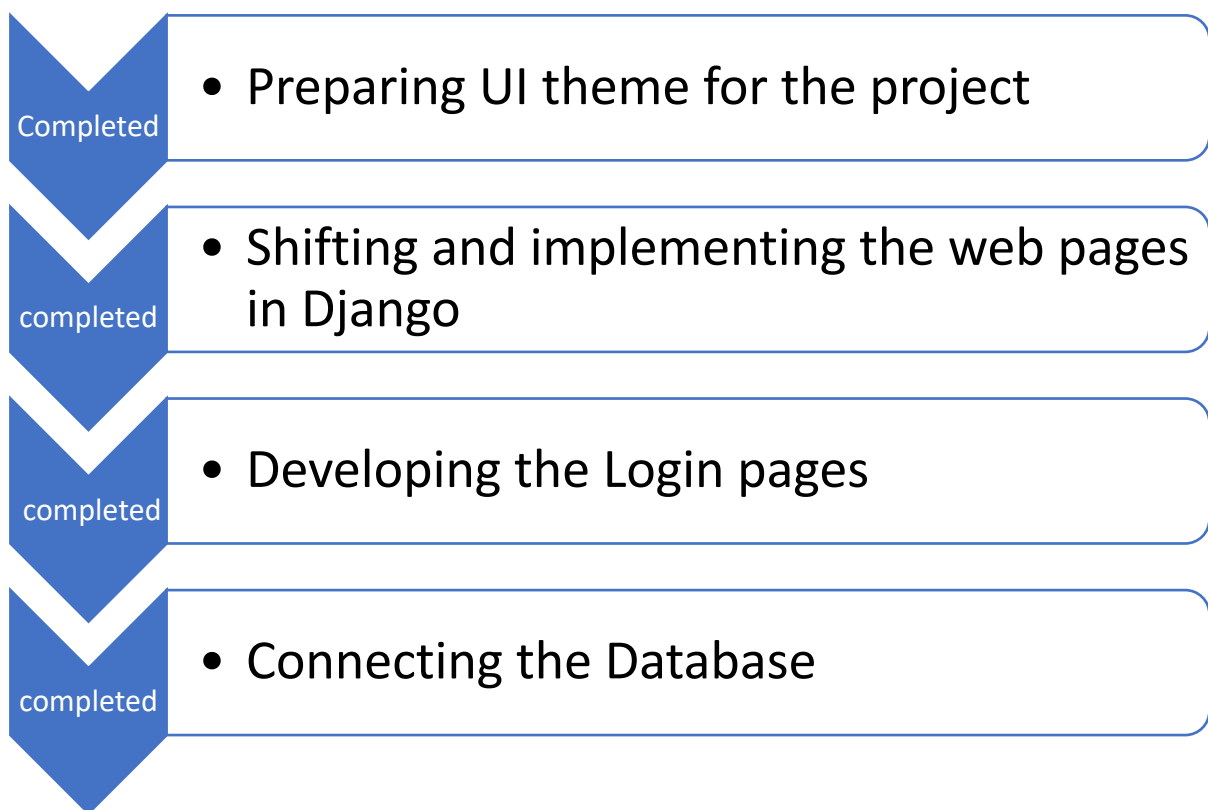 Completed
• Preparing UI theme for the project
completed
• Shifting and implementing the web pages
in Django
completed
• Developing the Login pages
completed
• Connecting the Database